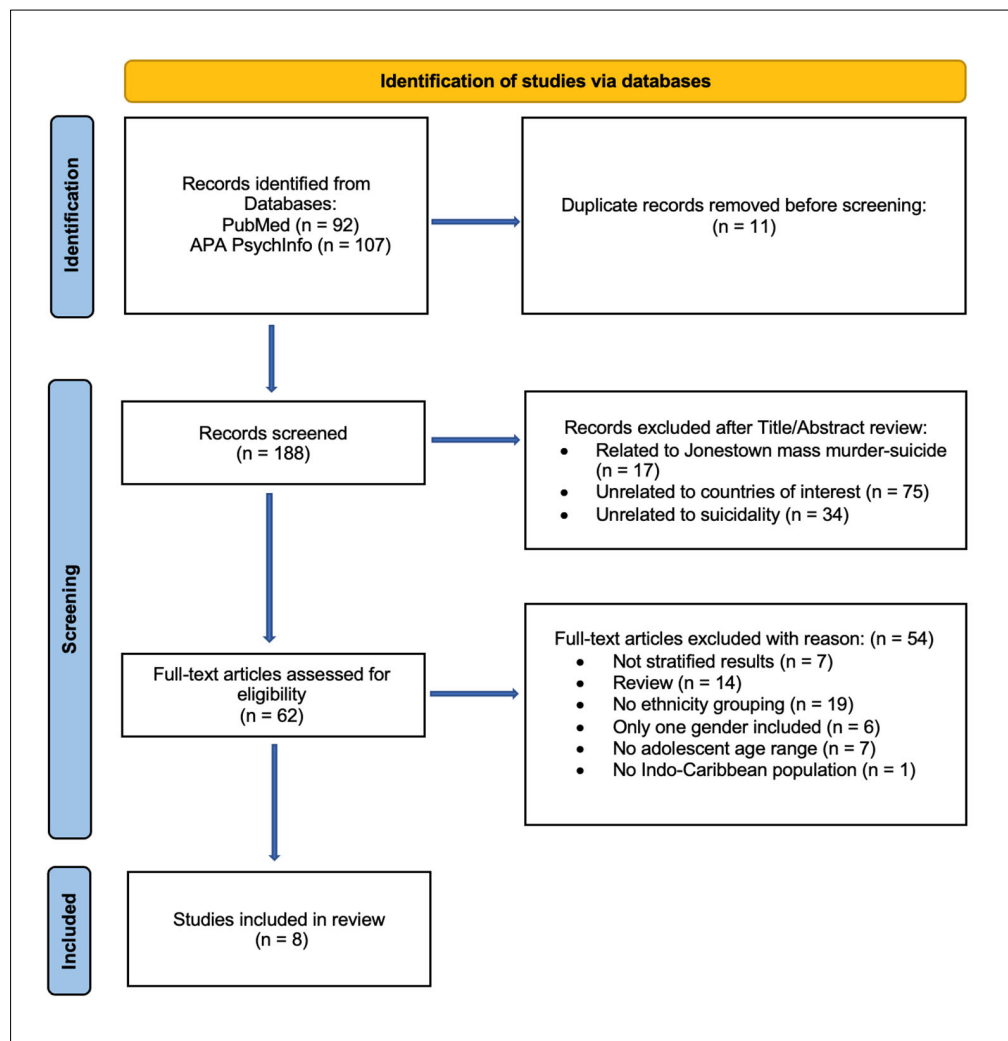 Identification of studies via databases
Identification
Records identified from
Databases:
PubMed (n = 92)
APA PsychInfo (n = 107)
Duplicate records removed before screening:
(n = 11)
Screening
Records screened
(n = 188)
Records excluded after Title/Abstract review:
• Related to Jonestown mass murder-suicide
(n = 17)
• Unrelated to countries of interest (n = 75)
• Unrelated to suicidality (n = 34)
Full-text articles assessed for
eligibility
(n = 62)
Full-text articles excluded with reason: (n = 54)
• Not stratified results (n = 7)
• Review (n = 14)
• No ethnicity grouping (n = 19)
• Only one gender included (n = 6)
• No adolescent age range (n = 7)
• No Indo-Caribbean population (n = 1)
Included
Studies included in review
(n = 8)